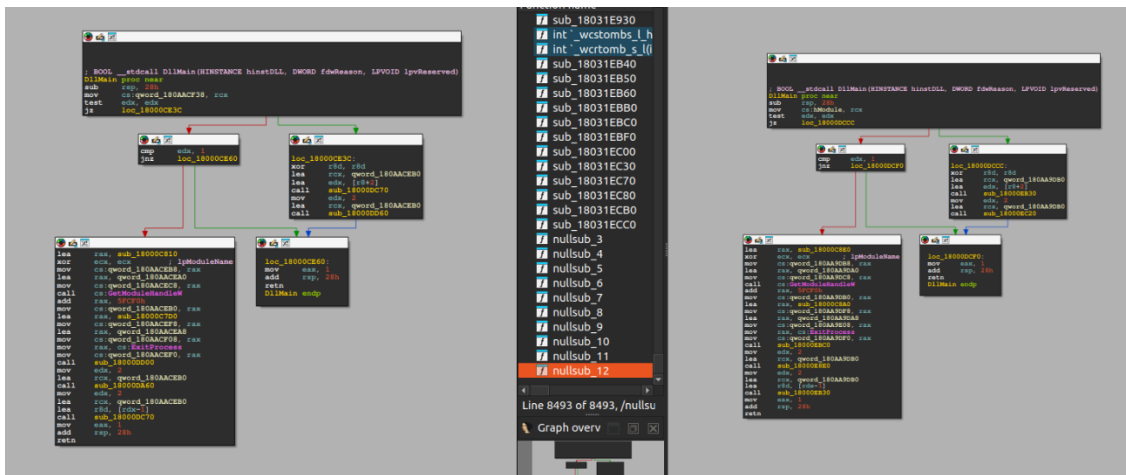 ; BOOL __stdcall DllMain(HINSTANCE hinstDLL, DWORD fdwReason, LPVOID lpvReserved)
DllMain proc near
sub rsp, 28h
mov cs:qword_180AACF38, rcx
test edx, edx
jz loc_18000CE3C
cmp edx, 1
jnz loc_18000CE60
loc_18000CE3C:
xor r8d, r8d
lea rcx, qword_180AACEB0
lea edx, [r8+2]
call sub_18000DC70
mov edx, 2
lea rcx, qword_180AACEB0
call sub_18000DD60
lea rax, sub_18000C810
xor ecx, ecx ; lpModuleName
mov cs:qword_180AACEB8, rax
lea rax, qword_180AACEA0
mov cs:qword_180AACEC8, rax
call cs:GetModuleHandleW
add rax, 5FCF0h
mov cs:qword_180AACEB0, rax
lea rax, sub_18000C7D0
mov cs:qword_180AACEF8, rax
lea rax, qword_180AACEA8
mov cs:qword_180AACF08, rax
mov rax, cs:ExitProcess
mov cs:qword_180AACEF0, rax
call sub_18000DD00
mov edx, 2
lea rcx, qword_180AACEB0
call sub_18000DA60
mov edx, 2
lea rcx, qword_180AACEB0
lea r8d, [rdx-1]
call sub_18000DC70
mov eax, 1
add rsp, 28h
retn
loc_18000CE60:
mov eax, 1
add rsp, 28h
retn
DllMain endp
Function name
sub_18031E930
int `_wcstombs_l_h
int `_wcrtomb_s_l(i
sub_18031EB40
sub_18031EB50
sub_18031EB60
sub_18031EBB0
sub_18031EBC0
sub_18031EBF0
sub_18031EC00
sub_18031EC30
sub_18031EC70
sub_18031EC80
sub_18031ECB0
sub_18031ECC0
nullsub_3
nullsub_4
nullsub_5
nullsub_6
nullsub_7
nullsub_8
nullsub_9
nullsub_10
nullsub_11
nullsub_12
Line 8493 of 8493, /nullsu
Graph overv
; BOOL __stdcall DllMain(HINSTANCE hinstDLL, DWORD fdwReason, LPVOID lpvReserved)
DllMain proc near
sub rsp, 28h
mov cs:hModule, rcx
test edx, edx
jz loc_18000DCCC
cmp edx, 1
jnz loc_18000DCF0
loc_18000DCCC:
xor r8d, r8d
lea rcx, qword_180AA9DB0
lea edx, [r8+2]
call sub_18000EB30
mov edx, 2
lea rcx, qword_180AA9DB0
call sub_18000EC20
xor ecx, ecx ; lpModuleName
mov cs:qword_180AA9DB8, rax
lea rax, qword_180AA9DA0
mov cs:qword_180AA9DC8, rax
call cs:GetModuleHandleW
add rax, 5FCF0h
mov cs:qword_180AA9DB0, rax
mov cs:qword_180AA9DF8, rax
lea rax, qword_180AA9DA8
mov cs:qword_180AA9E08, rax
mov rax, cs:ExitProcess
mov cs:qword_180AA9DF0, rax
call sub_18000EBC0
mov edx, 2
lea rcx, qword_180AA9DB0
mov edx, 2
lea rcx, qword_180AA9DB0
lea r8d, [rdx-1]
call sub_18000EB30
mov eax, 1
add rsp, 28h
retn
loc_18000DCF0:
mov eax, 1
add rsp, 28h
retn
DllMain endp